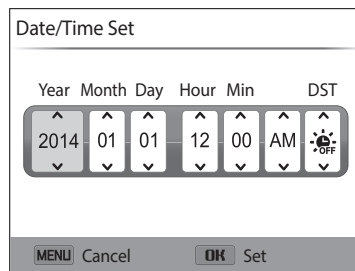 Date/Time Set
Year Month Day Hour Min DST
2014 01 01 12 00 AM OFF
MENU Cancel OK Set